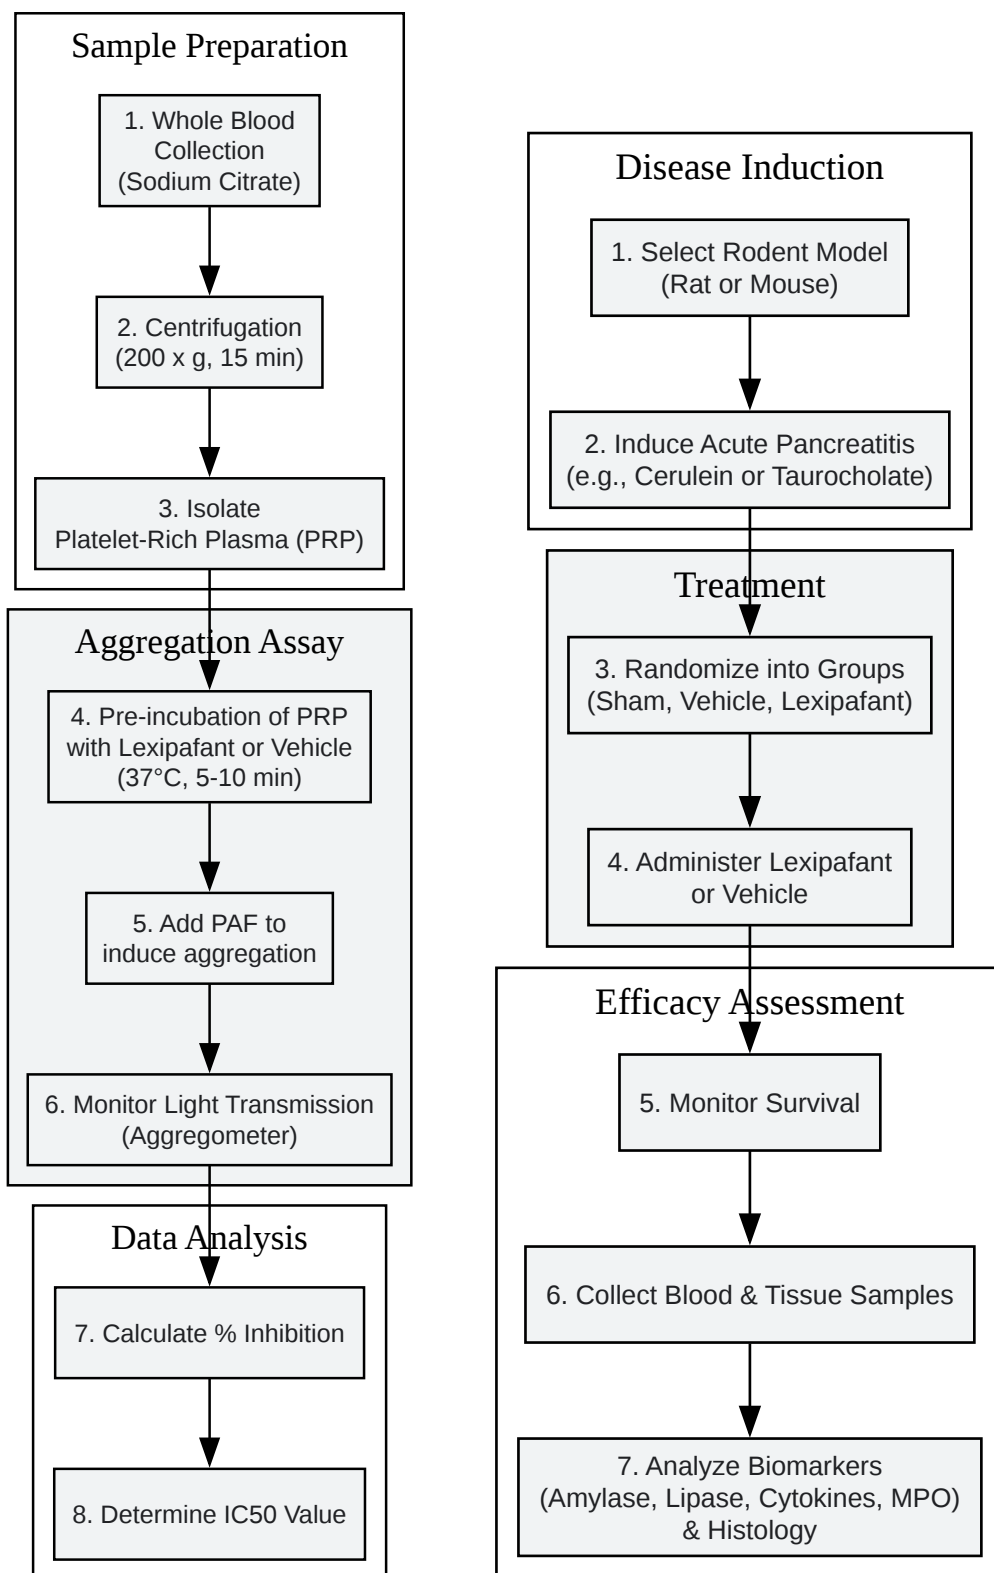 Sample Preparation
1. Whole Blood
Collection
(Sodium Citrate)
2. Centrifugation
(200 x g, 15 min)
3. Isolate
Platelet-Rich Plasma (PRP)
Aggregation Assay
4. Pre-incubation of PRP
with Lexipafant or Vehicle
(37°C, 5-10 min)
5. Add PAF to
induce aggregation
6. Monitor Light Transmission
(Aggregometer)
Data Analysis
7. Calculate % Inhibition
8. Determine IC50 Value
Disease Induction
1. Select Rodent Model
(Rat or Mouse)
2. Induce Acute Pancreatitis
(e.g., Cerulein or Taurocholate)
Treatment
3. Randomize into Groups
(Sham, Vehicle, Lexipafant)
4. Administer Lexipafant
or Vehicle
Efficacy Assessment
5. Monitor Survival
6. Collect Blood & Tissue Samples
7. Analyze Biomarkers
(Amylase, Lipase, Cytokines, MPO)
& Histology